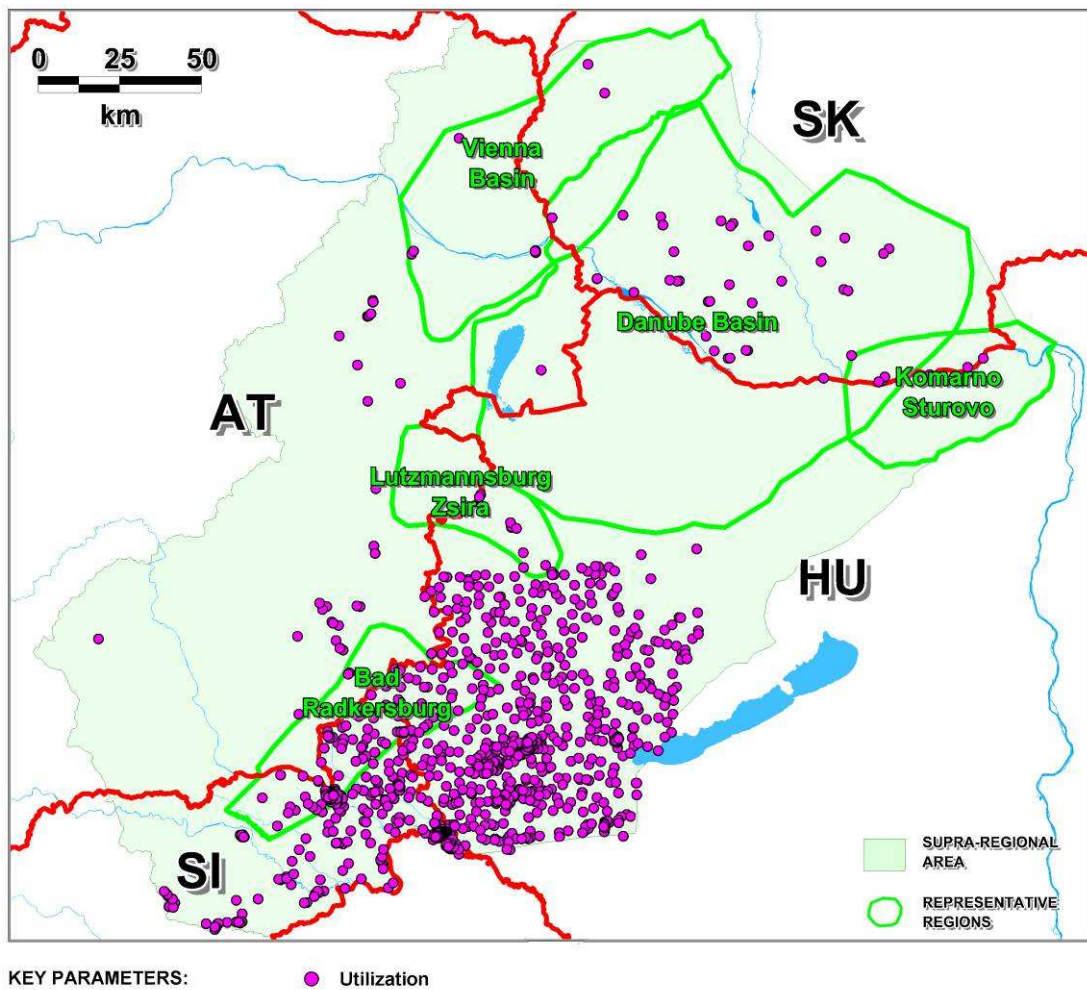 0 25 50
km
SK
Vienna
Basin
Danube Basin
Komarno
Sturovo
AT
Lutzmannsburg
Zsira
HU
Bad
Radkersburg
SI
SUPRA-REGIONAL
AREA
REPRESENTATIVE
REGIONS
KEY PARAMETERS: Utilization